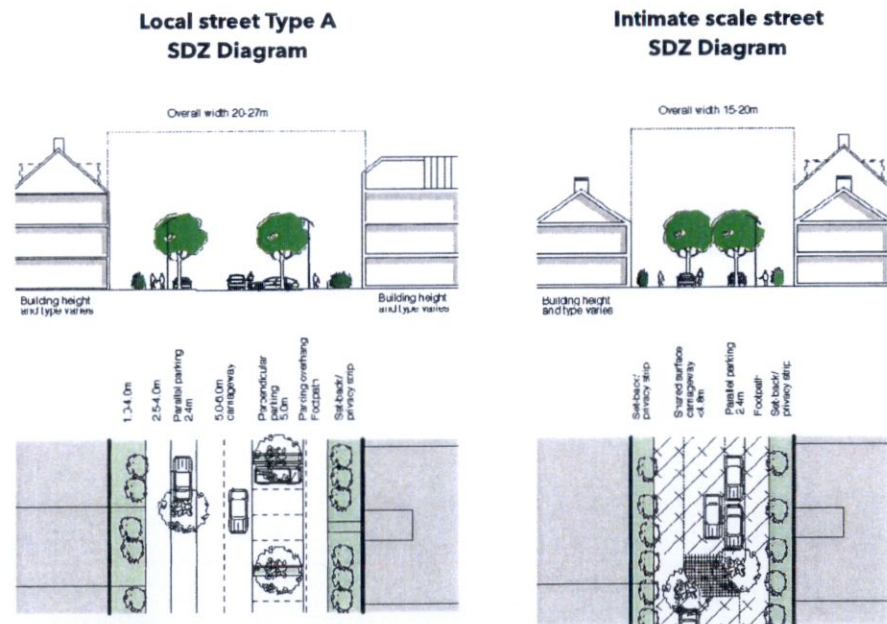 Local street Type A
SDZ Diagram
Overall width 20-27m
Building height
and type varies
Building height
and type varies
1.0-4.0m
2.5-4.0m
Parallel parking
2.4m
5.0-6.0m
carriageway
Perpendicular
parking
5.0m
Parking overhang
Footpath
Set-back/
privacy strip
Intimate scale street
SDZ Diagram
Overall width 15-20m
Building height
and type varies
Set-back/
privacy strip
Shared surface
carriageway
<4.8m
Parallel parking
2.4m
Footpath
Set-back/
privacy strip